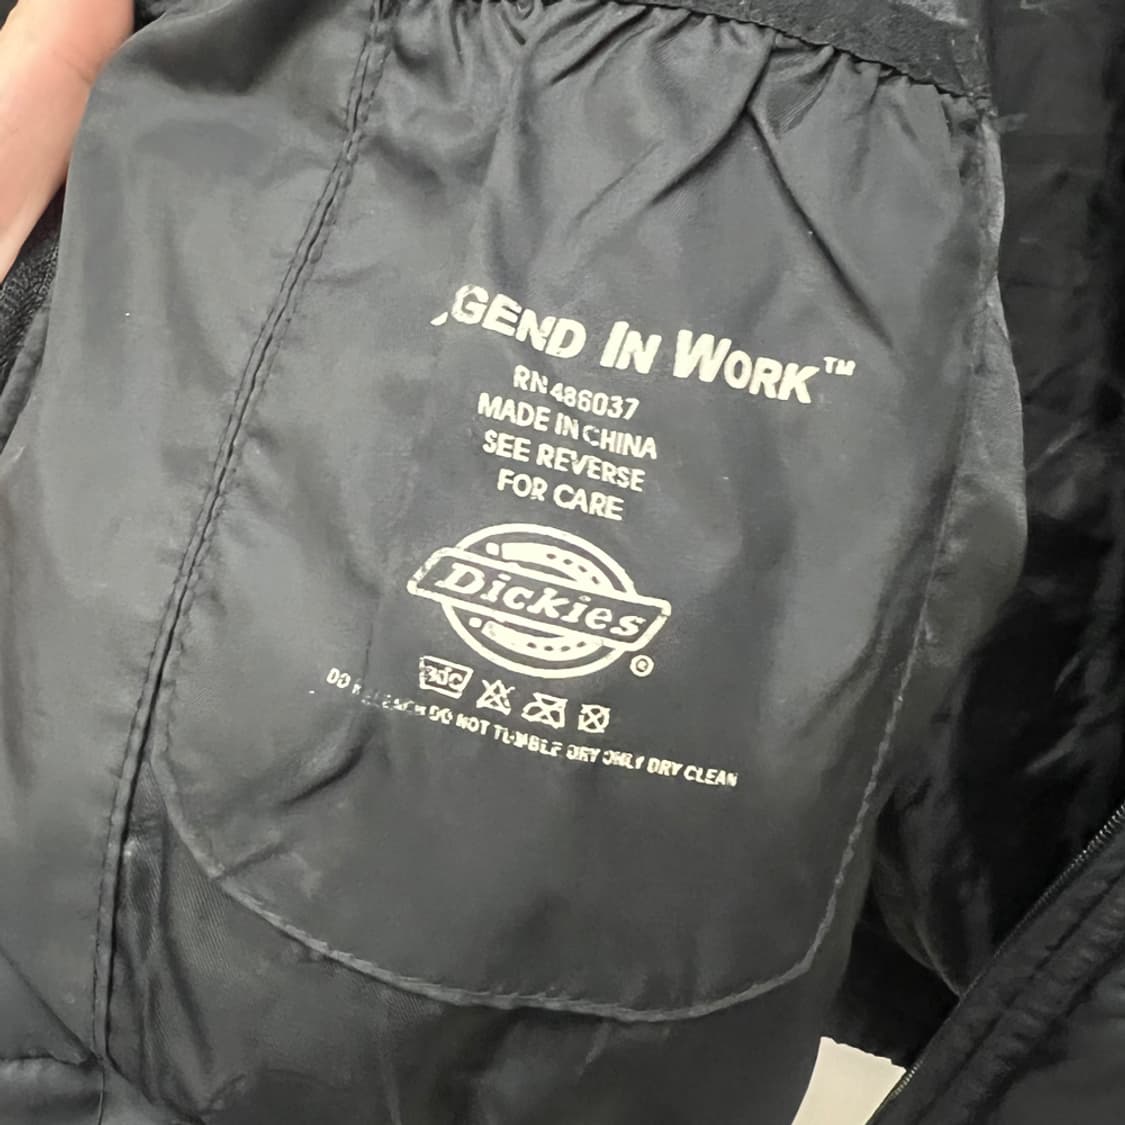 GEND IN WORK™
RN 486037
MADE IN CHINA
SEE REVERSE
FOR CARE
Dickies
®
DO NOT TUMBLE DRY ONLY DRY CLEAN